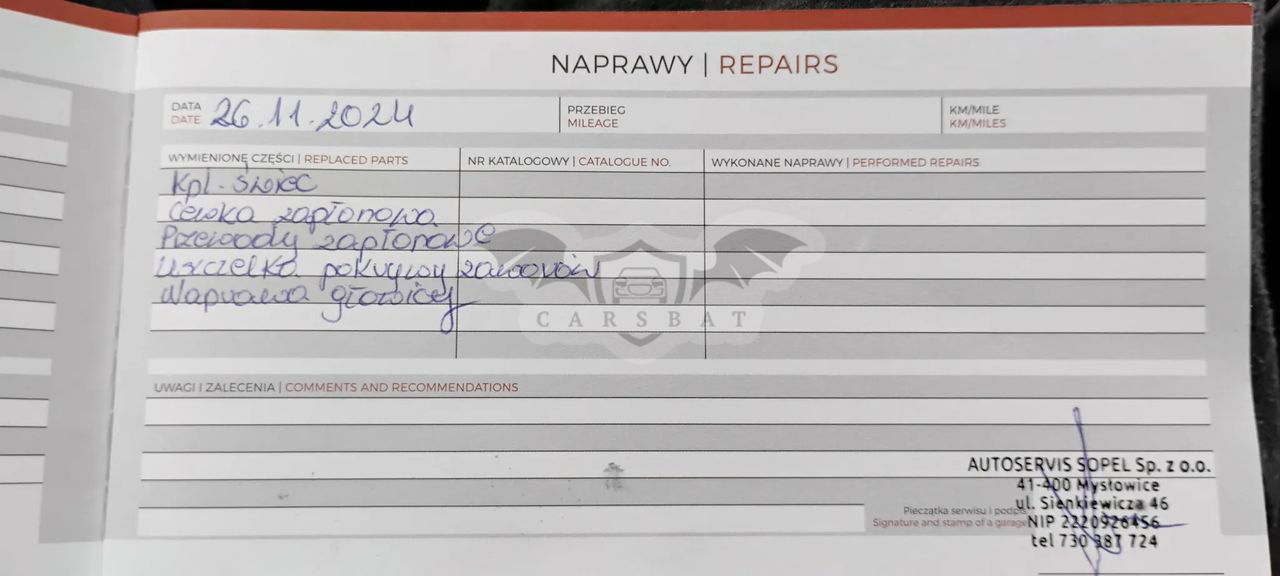 NAPRAWY | REPAIRS
DATA
DATE
26.11.2024
PRZEBIEG
MILEAGE
KM/MILE
KM/MILES
WYMIENIONE CZĘŚCI | REPLACED PARTS
NR KATALOGOWY | CATALOGUE NO.
WYKONANE NAPRAWY | PERFORMED REPAIRS
Kpl. świec
Cewka zapłonowa
Przewody zapłonowe
Uszczelka pokrywy zaworów
Naprawa głowicy
CARSBAT
UWAGI I ZALECENIA | COMMENTS AND RECOMMENDATIONS
AUTOSERVIS SOPEL Sp. z o.o.
41-400 Mysłowice
ul. Sienkiewicza 46
Pieczątka serwisu i podpis
Signature and stamp of a garage
NIP 2220926456
tel 730 387 724